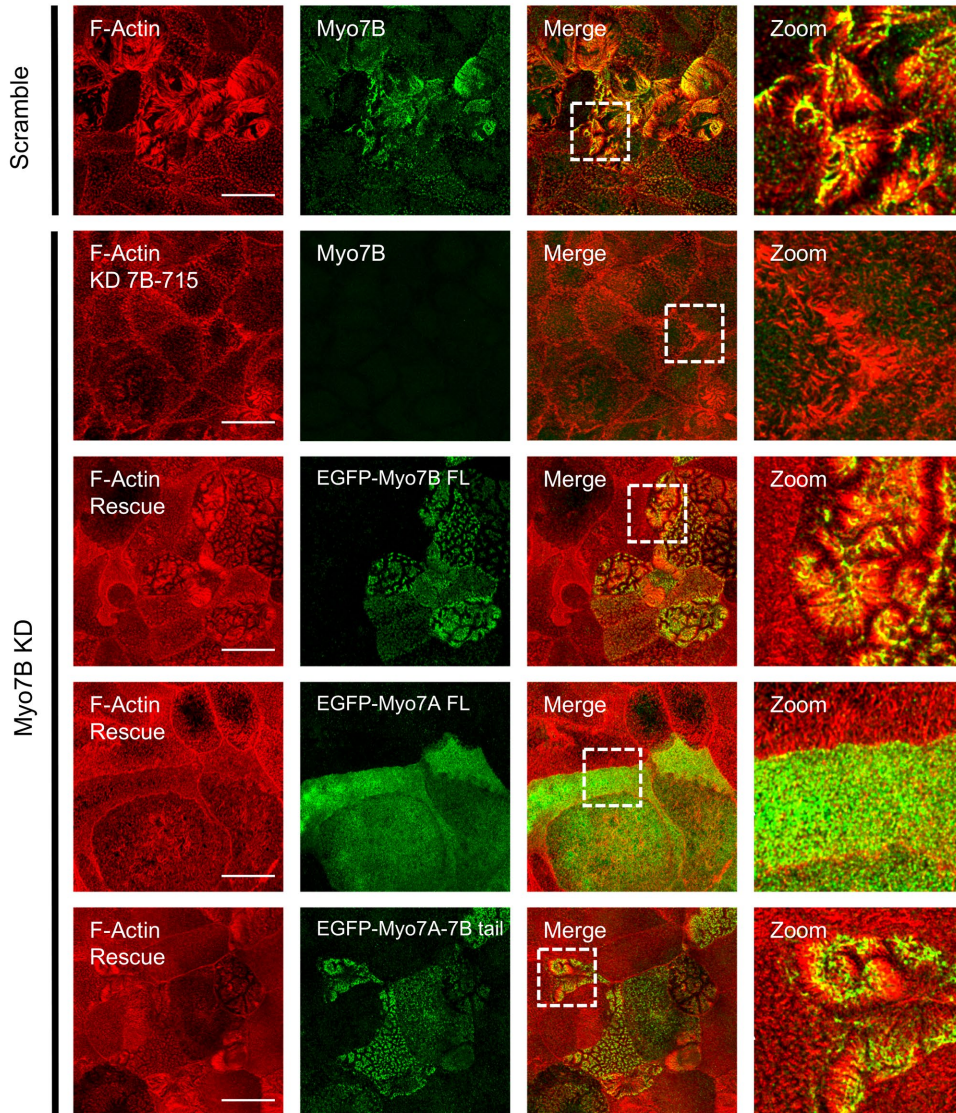 Scramble
F-Actin
Myo7B
Merge
Zoom
Myo7B KD
F-Actin
KD 7B-715
Myo7B
Merge
Zoom
F-Actin
Rescue
EGFP-Myo7B FL
Merge
Zoom
F-Actin
Rescue
EGFP-Myo7A FL
Merge
Zoom
F-Actin
Rescue
EGFP-Myo7A-7B tail
Merge
Zoom